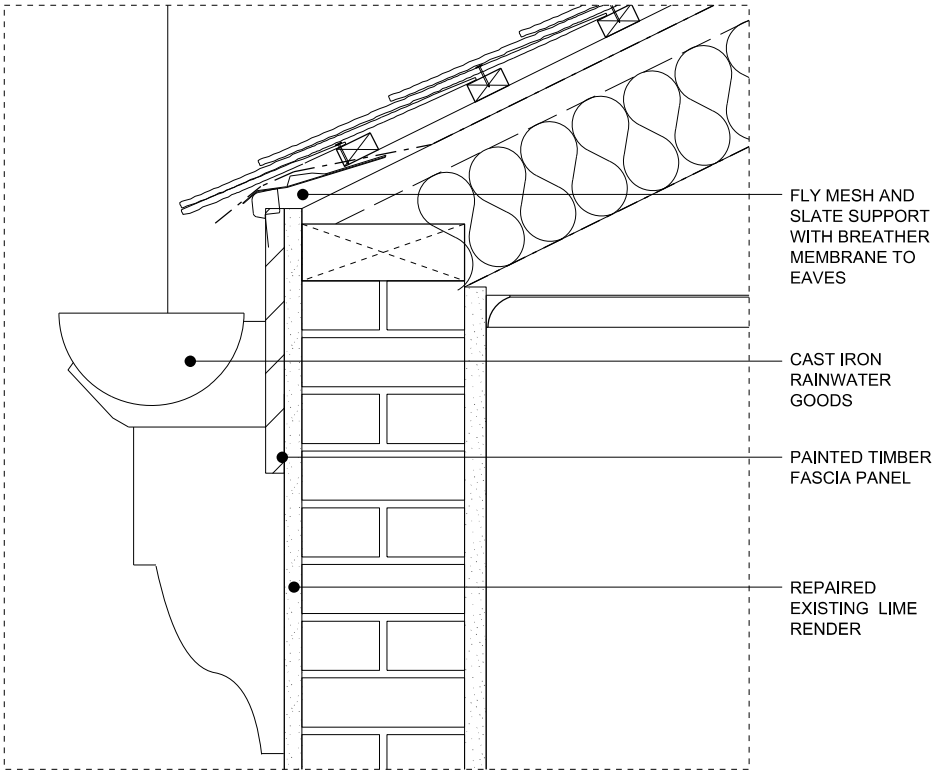 FLY MESH AND
SLATE SUPPORT
WITH BREATHER
MEMBRANE TO
EAVES
CAST IRON
RAINWATER
GOODS
PAINTED TIMBER
FASCIA PANEL
REPAIRED
EXISTING LIME
RENDER